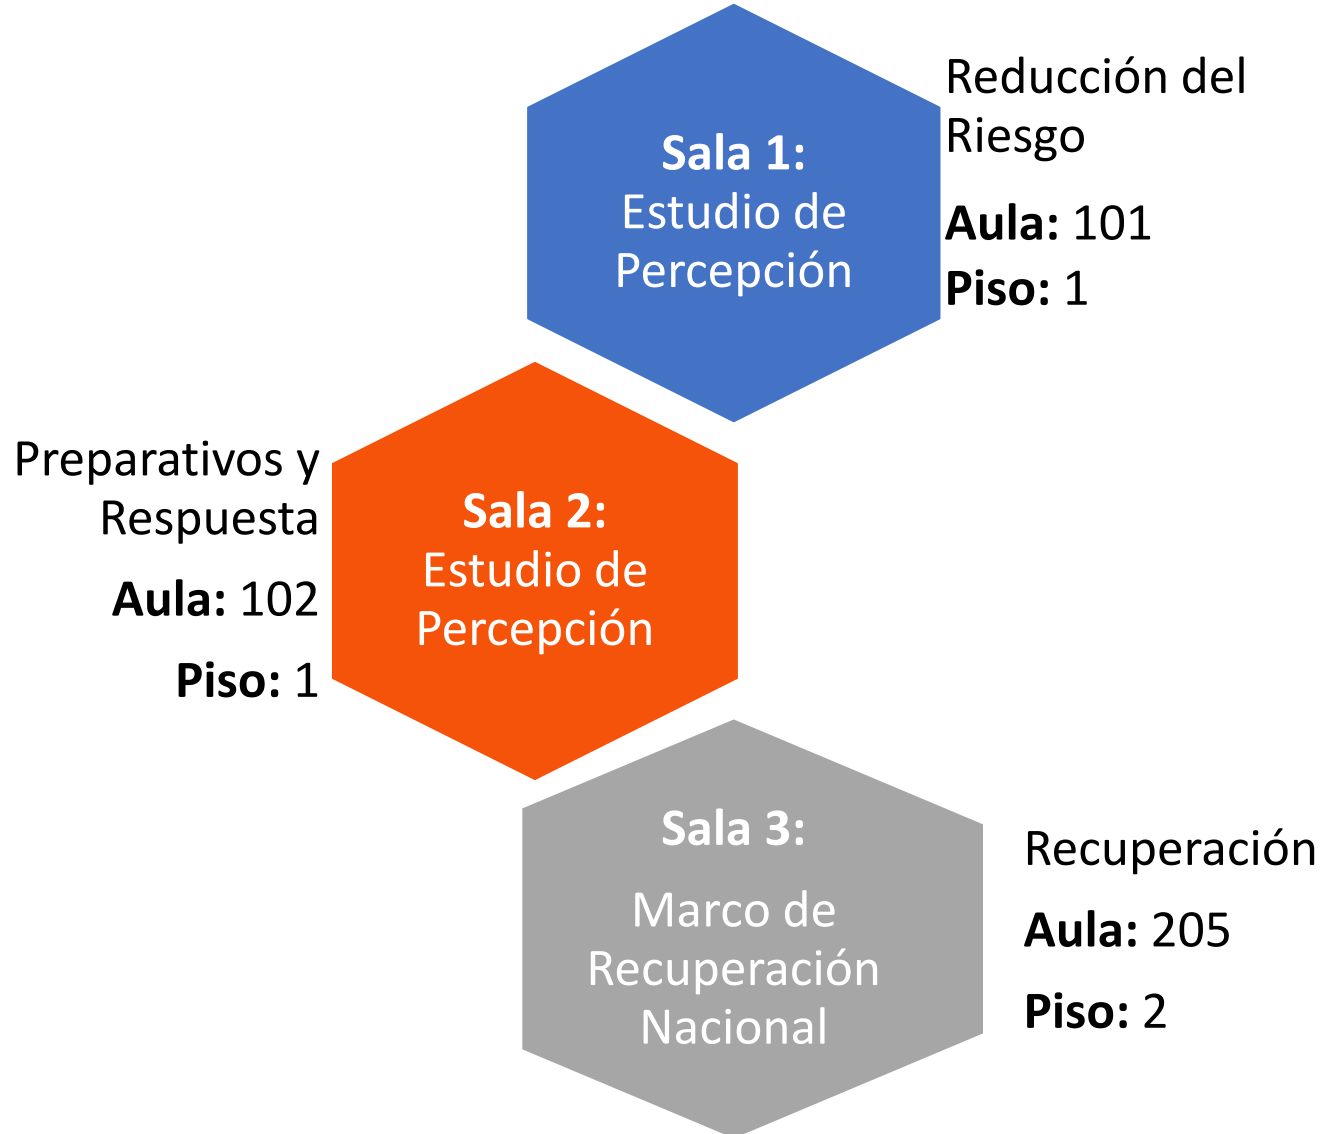 Sala 1:
Estudio de
Percepción
Reducción del
Riesgo
Aula: 101
Piso: 1
Sala 2:
Estudio de
Percepción
Preparativos y
Respuesta
Aula: 102
Piso: 1
Sala 3:
Marco de
Recuperación
Nacional
Recuperación
Aula: 205
Piso: 2